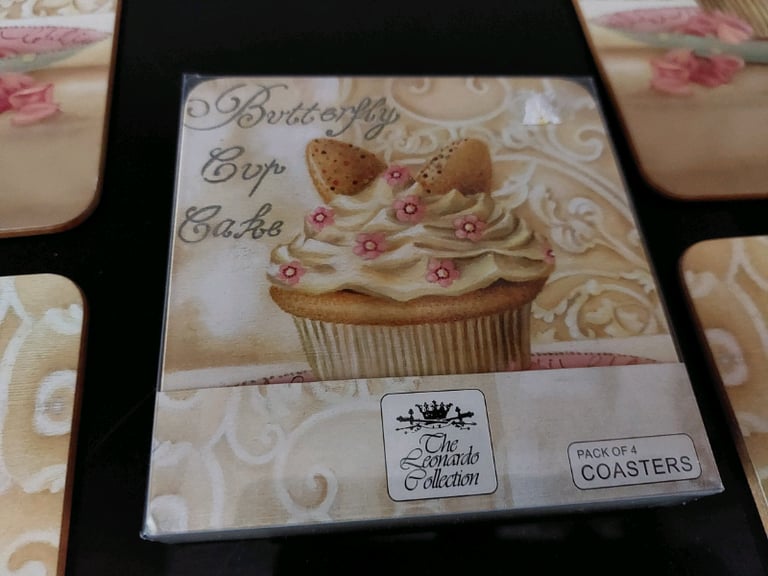 Butterfly
Cup
Cake
The
Leonardo
Collection
PACK OF 4
COASTERS